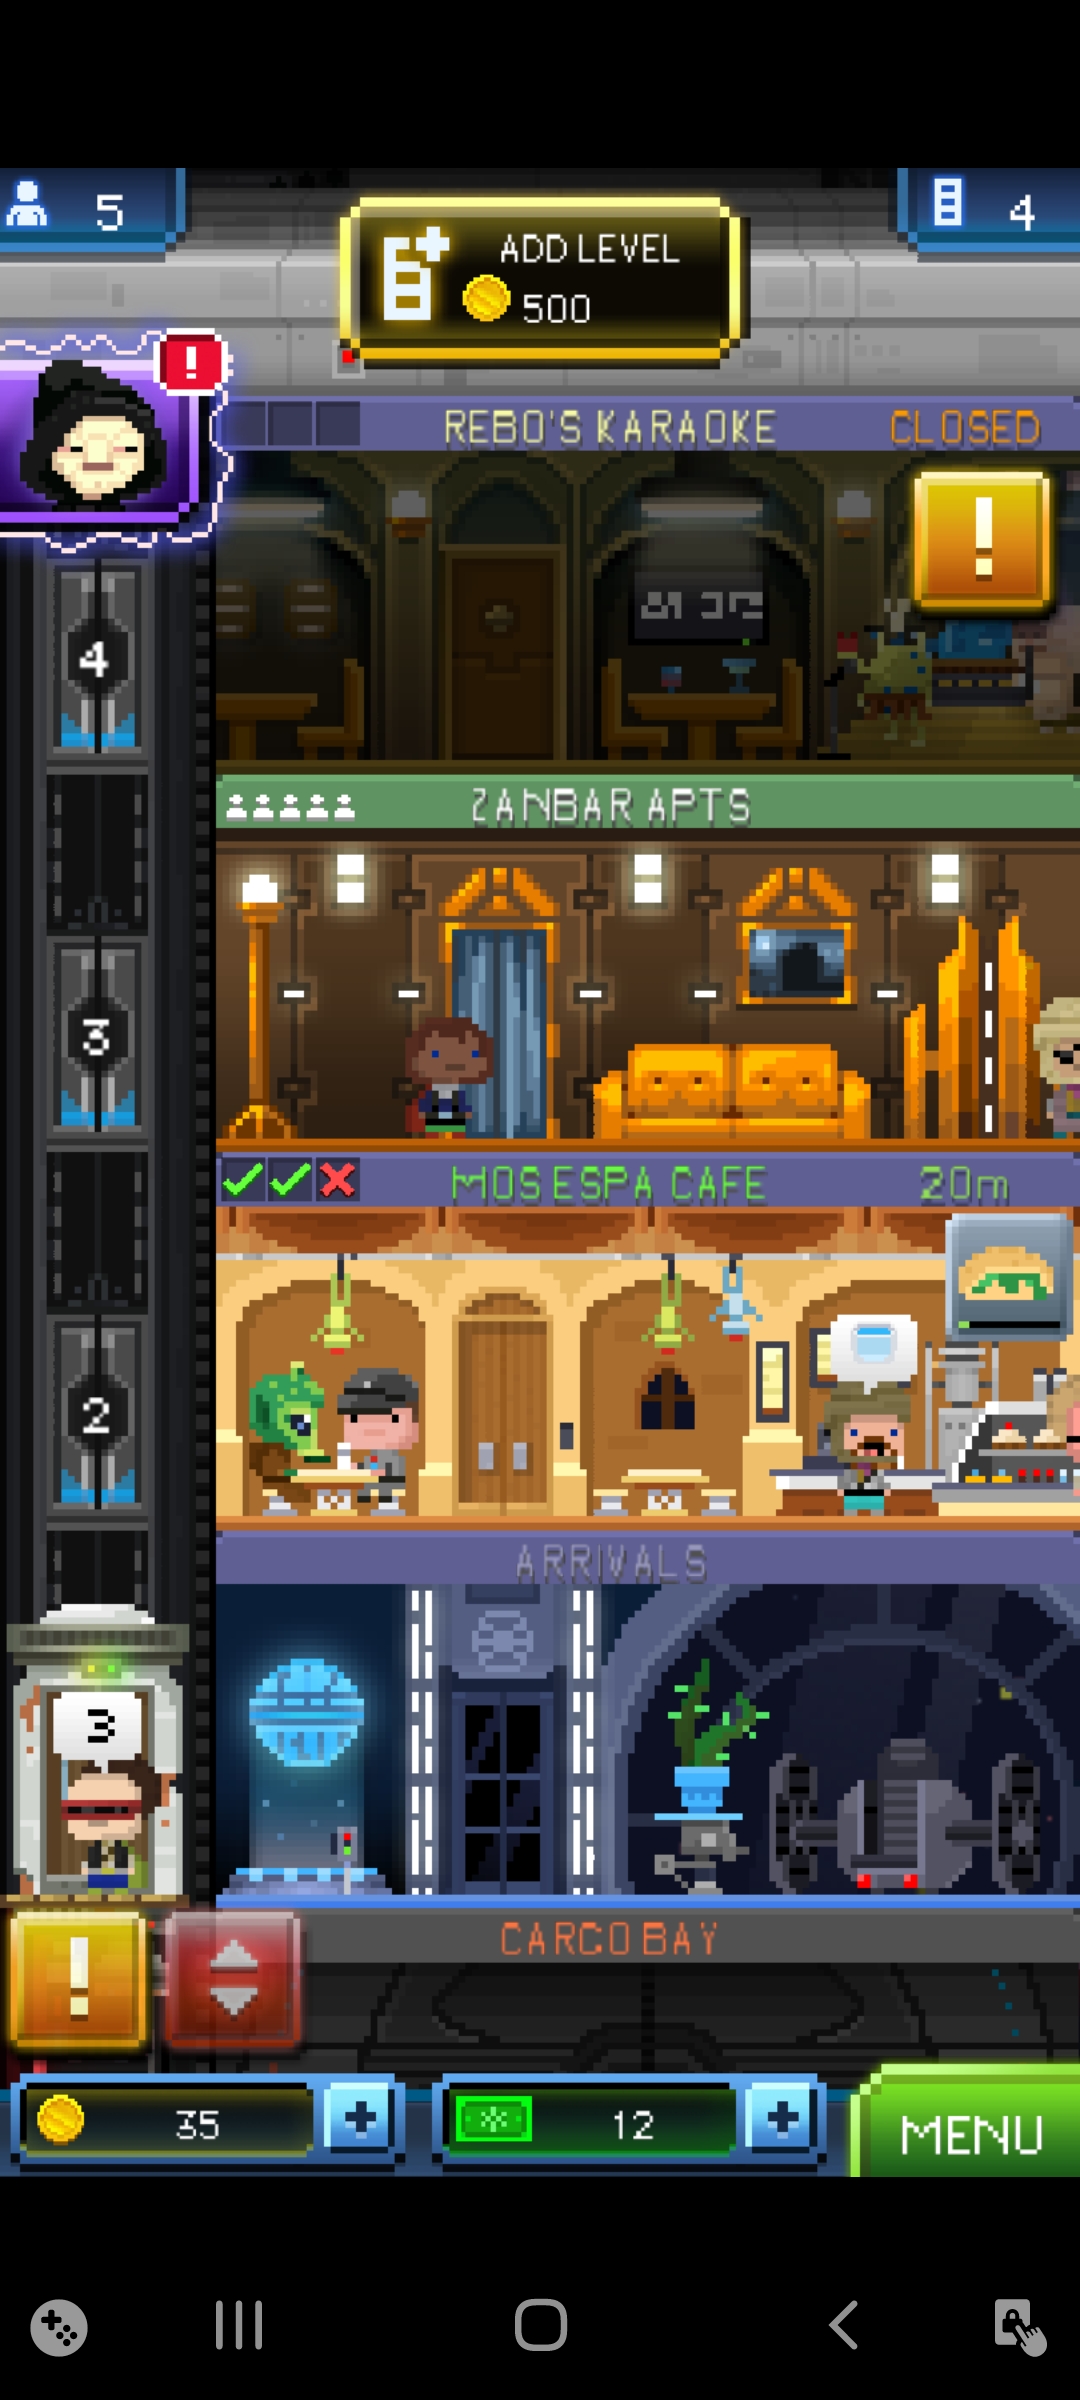 5
ADD LEVEL
500
4
!
REBO'S KARAOKE
CLOSED
!
4
ZANBAR APTS
3
MOS ESPA CAFE
20m
2
ARRIVALS
3
CARGO BAY
!
35
12
MENU